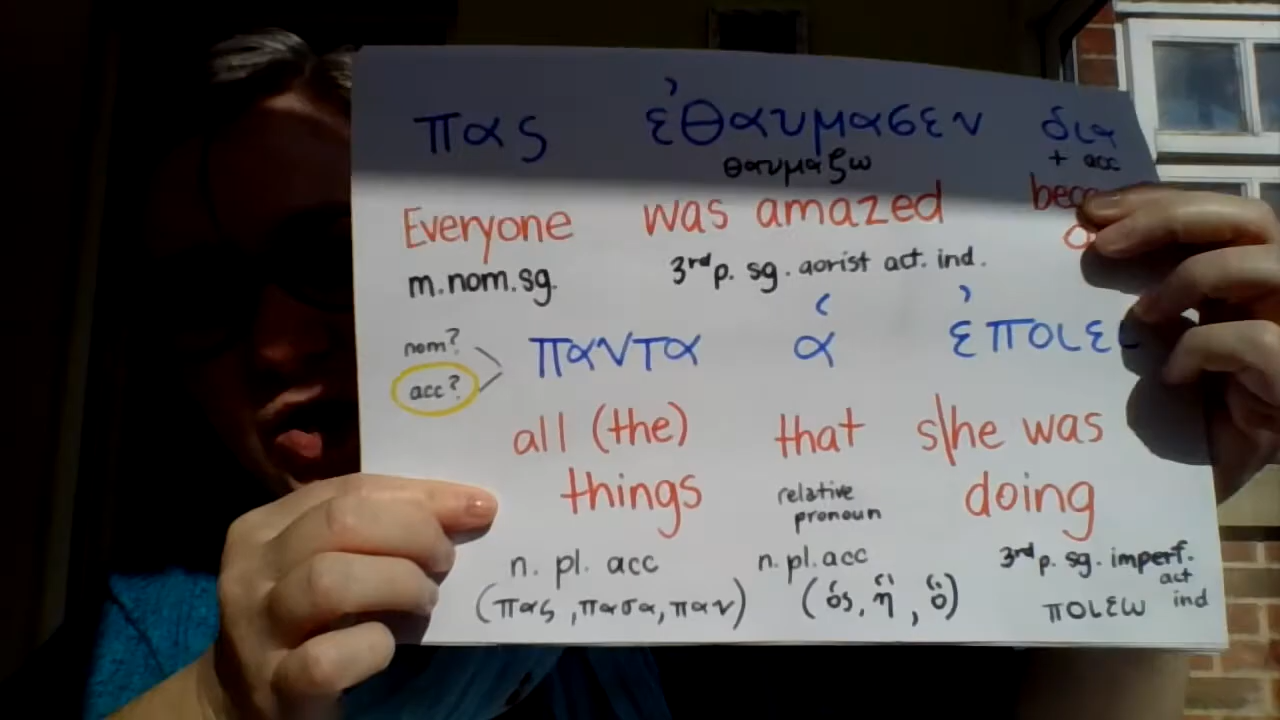 πας ἐθαυμασεν δια
θαυμαζω + acc
Everyone was amazed
m.nom.sg. 3rd p. sg. aorist act. ind.
nom? παντα ἁ
acc?
all (the) that s/he was
things relative doing
pronoun
n. pl. acc n. pl. acc 3rd p. sg. imperf.
act
(πας, πασα, παν) (ὁς, ἡ, ὁ) ποιεω ind